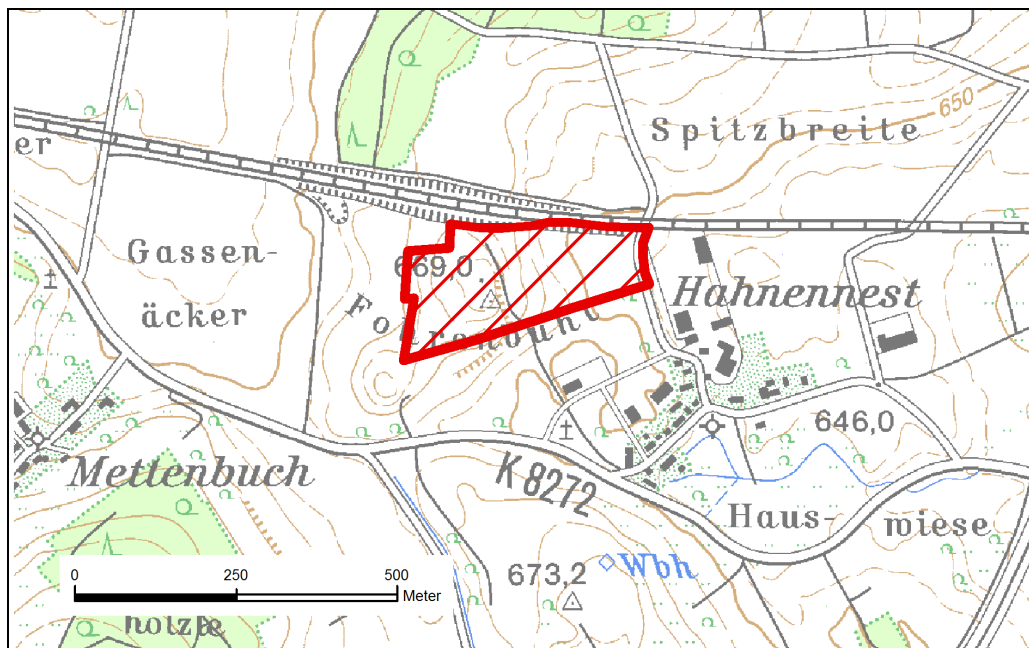 650
Spitzbreite
er
Gassen-
äcker
669,0
Hahnennest
646,0
Mettenbuch
K 8272
Haus-
wiese
673,2
Wbh
0
250
500
Meter